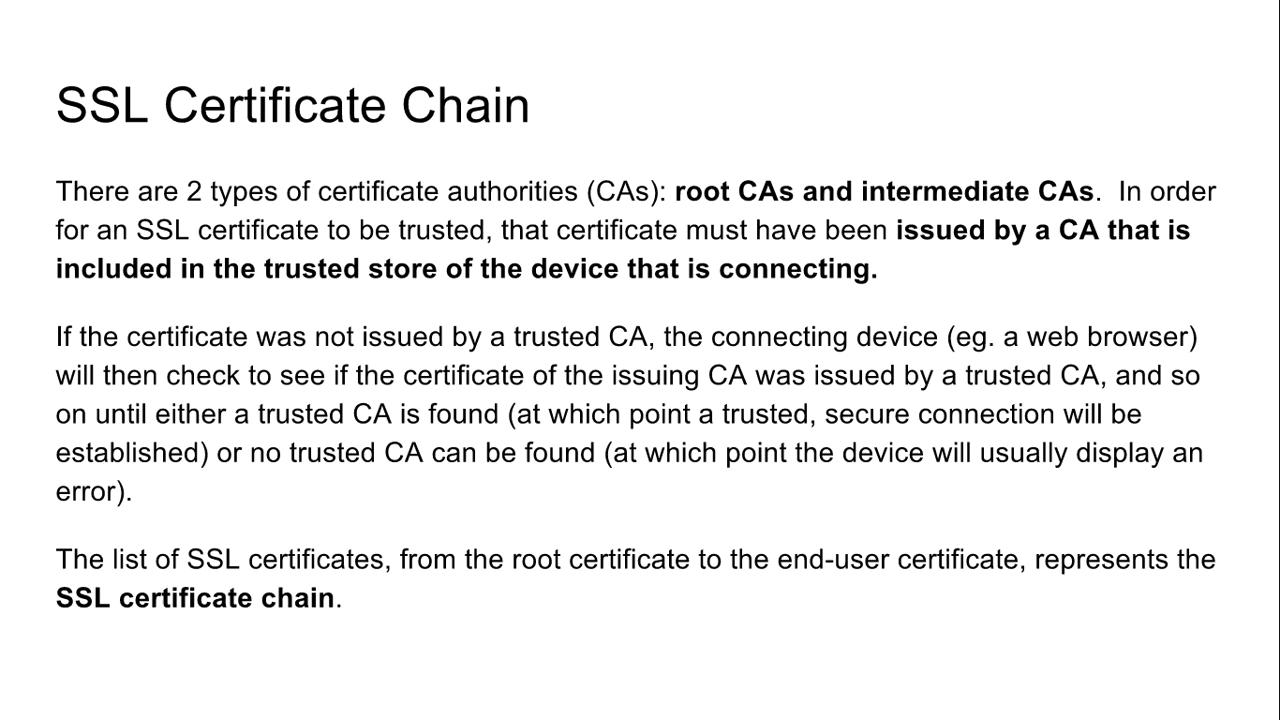 SSL Certificate Chain
There are 2 types of certificate authorities (CAs): root CAs and intermediate CAs.  In order
for an SSL certificate to be trusted, that certificate must have been issued by a CA that is
included in the trusted store of the device that is connecting.
If the certificate was not issued by a trusted CA, the connecting device (eg. a web browser)
will then check to see if the certificate of the issuing CA was issued by a trusted CA, and so
on until either a trusted CA is found (at which point a trusted, secure connection will be
established) or no trusted CA can be found (at which point the device will usually display an
error).
The list of SSL certificates, from the root certificate to the end-user certificate, represents the
SSL certificate chain.